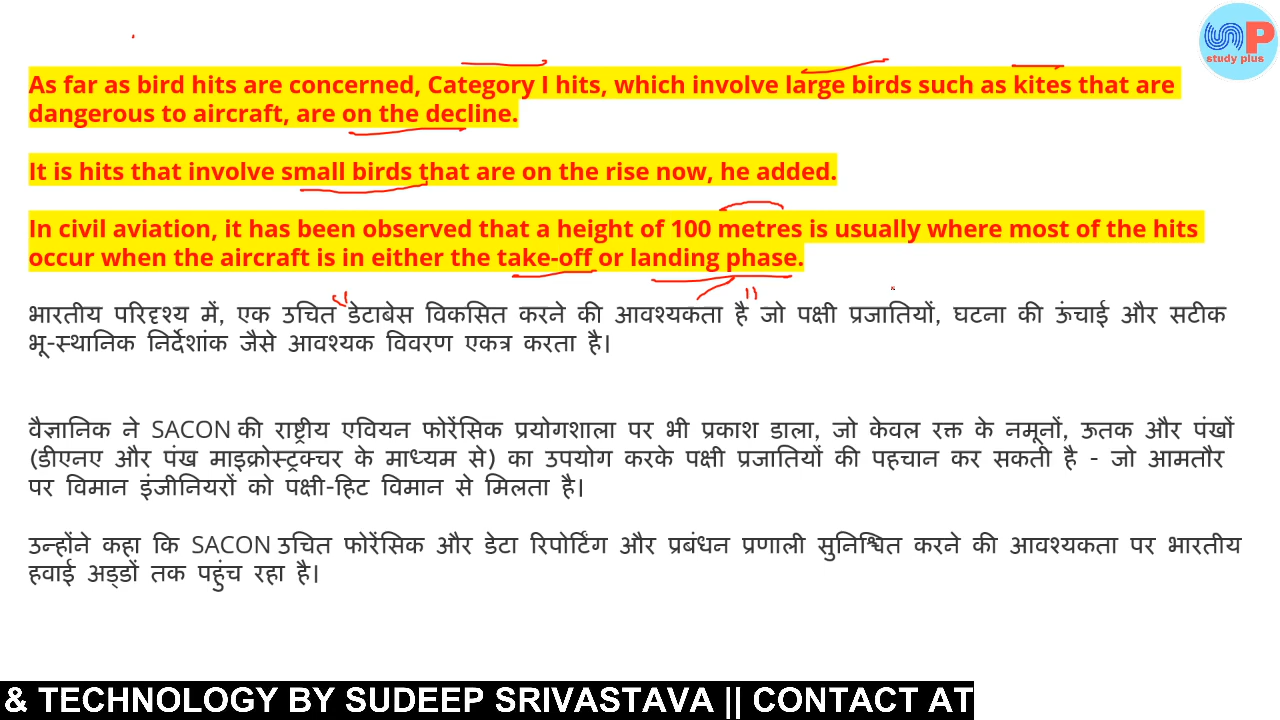 SP
study plus
As far as bird hits are concerned, Category I hits, which involve large birds such as kites that are
dangerous to aircraft, are on the decline.
It is hits that involve small birds that are on the rise now, he added.
In civil aviation, it has been observed that a height of 100 metres is usually where most of the hits
occur when the aircraft is in either the take-off or landing phase.
भारतीय परिदृश्य में, एक उचित डेटाबेस विकसित करने की आवश्यकता है जो पक्षी प्रजातियों, घटना की ऊंचाई और सटीक
भू-स्थानिक निर्देशांक जैसे आवश्यक विवरण एकत्र करता है।
वैज्ञानिक ने SACON की राष्ट्रीय एवियन फोरेंसिक प्रयोगशाला पर भी प्रकाश डाला, जो केवल रक्त के नमूनों, ऊतक और पंखों
(डीएनए और पंख माइक्रोस्ट्रक्चर के माध्यम से) का उपयोग करके पक्षी प्रजातियों की पहचान कर सकती है - जो आमतौर
पर विमान इंजीनियरों को पक्षी-हिट विमान से मिलता है।
उन्होंने कहा कि SACON उचित फोरेंसिक और डेटा रिपोर्टिंग और प्रबंधन प्रणाली सुनिश्चित करने की आवश्यकता पर भारतीय
हवाई अड्डों तक पहुंच रहा है।
& TECHNOLOGY BY SUDEEP SRIVASTAVA || CONTACT AT